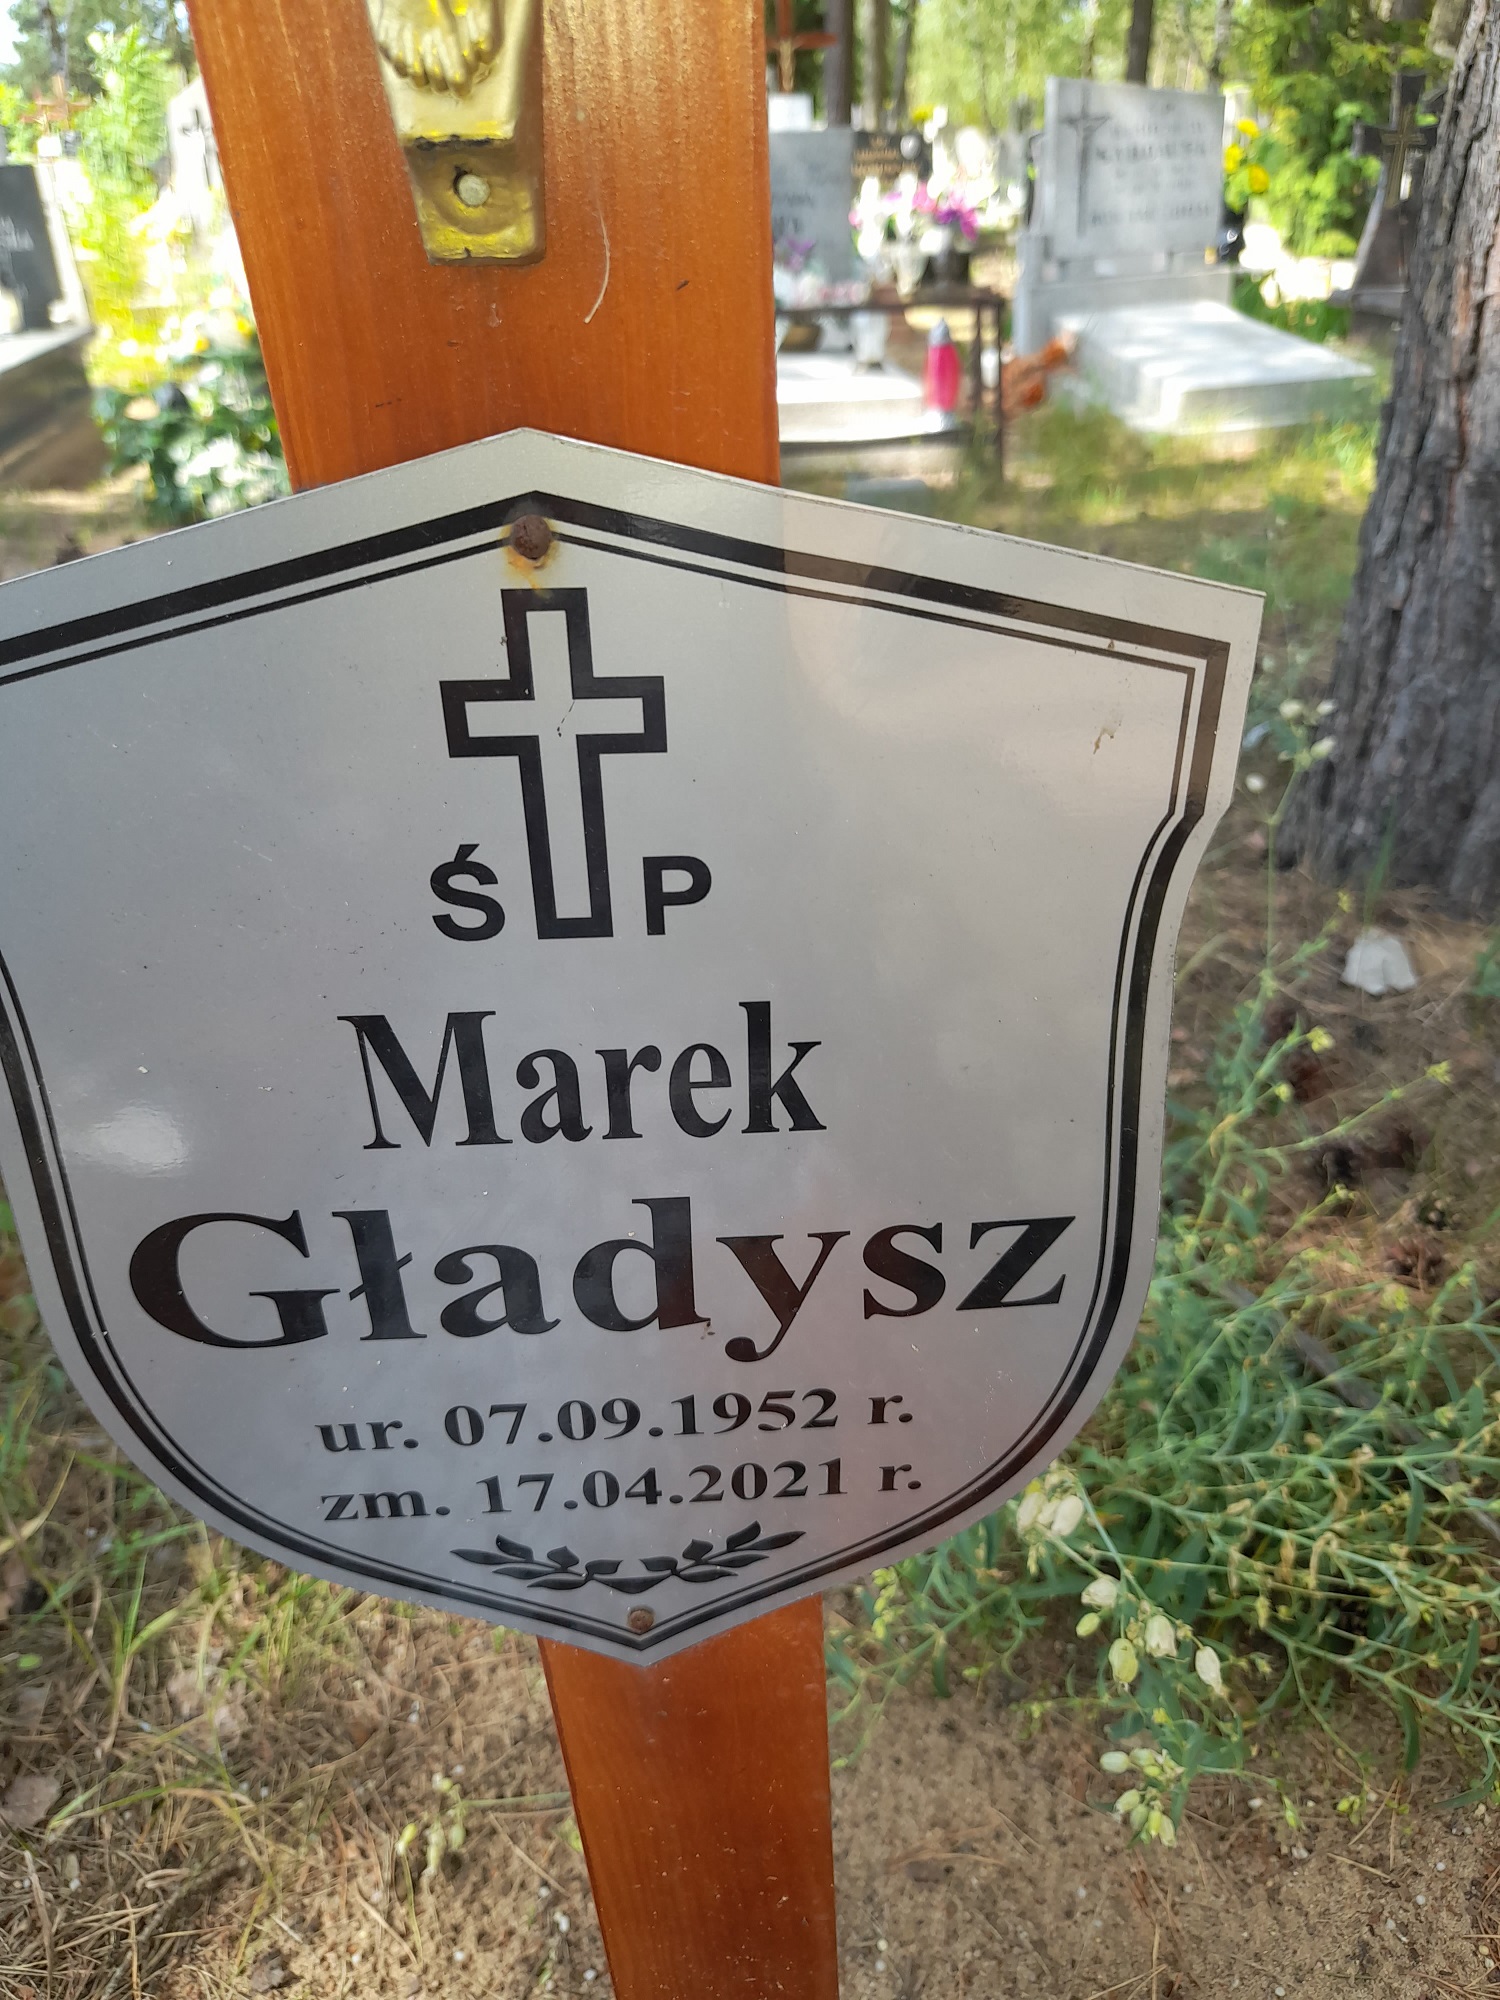 Ś P
Marek
Gładysz
ur. 07.09.1952 r.
zm. 17.04.2021 r.